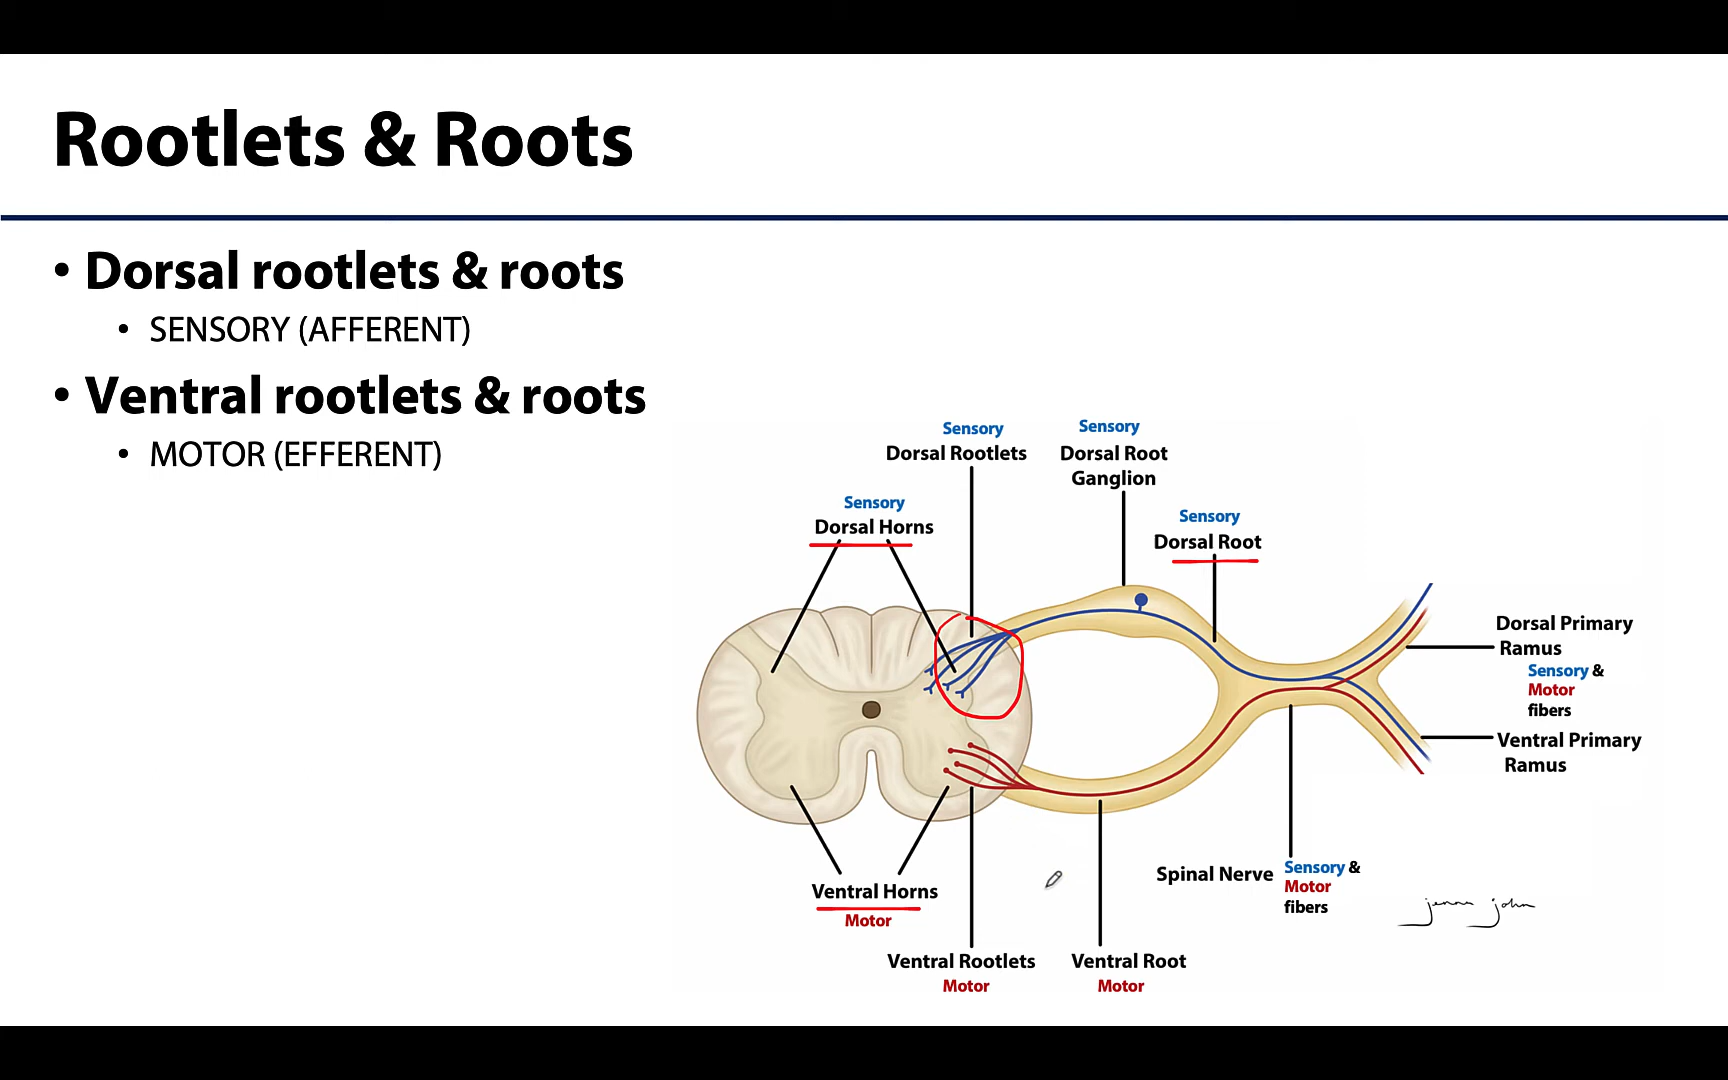 Rootlets & Roots
• Dorsal rootlets & roots
• SENSORY (AFFERENT)
• Ventral rootlets & roots
• MOTOR (EFFERENT)
Sensory
Dorsal Rootlets
Sensory
Dorsal Root
Ganglion
Sensory
Dorsal Horns
Sensory
Dorsal Root
Dorsal Primary
Ramus
Sensory &
Motor
fibers
Ventral Primary
Ramus
Spinal Nerve
Sensory &
Motor
fibers
Ventral Horns
Motor
Ventral Rootlets
Motor
Ventral Root
Motor
jenna john